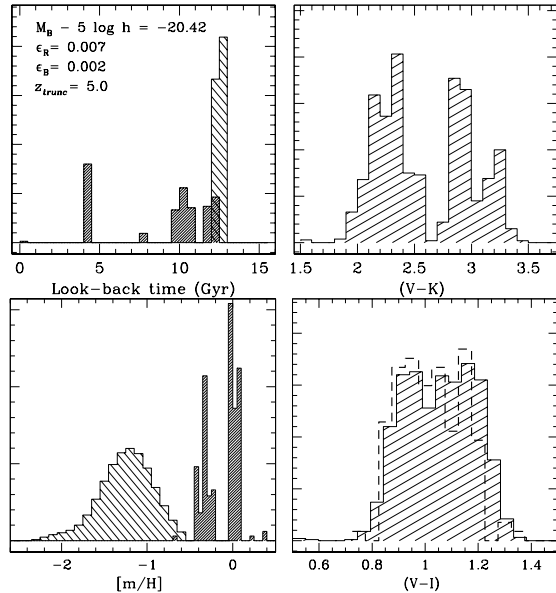 M_B − 5 log h = −20.42
ϵ_R = 0.007
ϵ_B = 0.002
z_trunc = 5.0
0 5 10 15
Look−back time (Gyr)
1.5 2 2.5 3 3.5
(V−K)
−2 −1 0
[m/H]
0.6 0.8 1 1.2 1.4
(V−I)